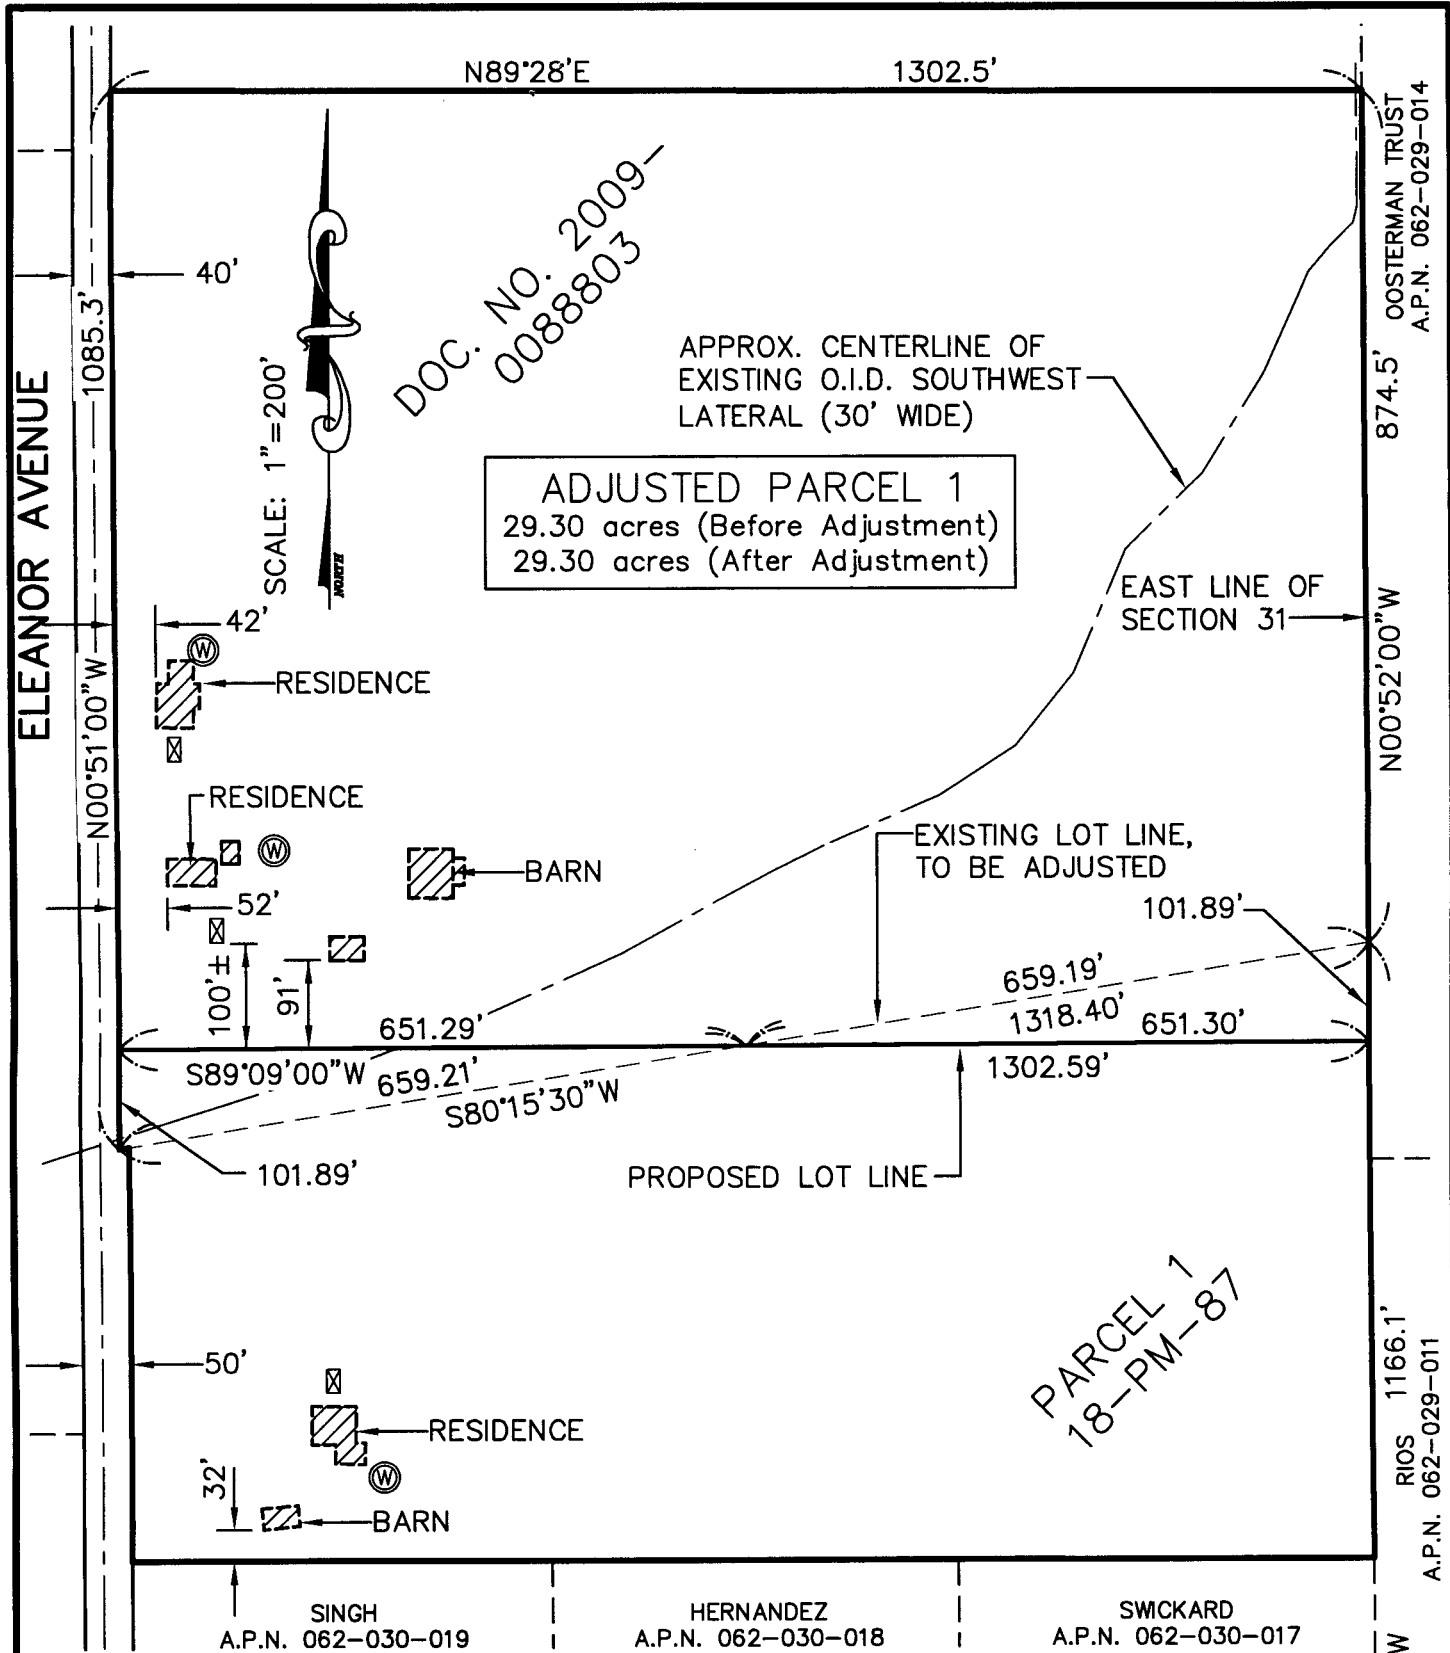 N89°28'E 1302.5'
OOSTERMAN TRUST
A.P.N. 062-029-014
DOC. NO. 2009-
0088803
40'
1085.3'
ELEANOR AVENUE
SCALE: 1"=200'
NORTH
APPROX. CENTERLINE OF
EXISTING O.I.D. SOUTHWEST
LATERAL (30' WIDE)
874.5'
ADJUSTED PARCEL 1
29.30 acres (Before Adjustment)
29.30 acres (After Adjustment)
EAST LINE OF
SECTION 31
42'
W
RESIDENCE
N00°51'00"W
N00°52'00"W
RESIDENCE
W
BARN
EXISTING LOT LINE,
TO BE ADJUSTED
52'
101.89'
100'±
91'
659.19'
1318.40'
651.29'
651.30'
S89°09'00"W
659.21'
S80°15'30"W
1302.59'
101.89'
PROPOSED LOT LINE
PARCEL 1
18-PM-87
50'
RESIDENCE
W
32'
BARN
1166.1'
RIOS
A.P.N. 062-029-011
SINGH
A.P.N. 062-030-019
HERNANDEZ
A.P.N. 062-030-018
SWICKARD
A.P.N. 062-030-017
W